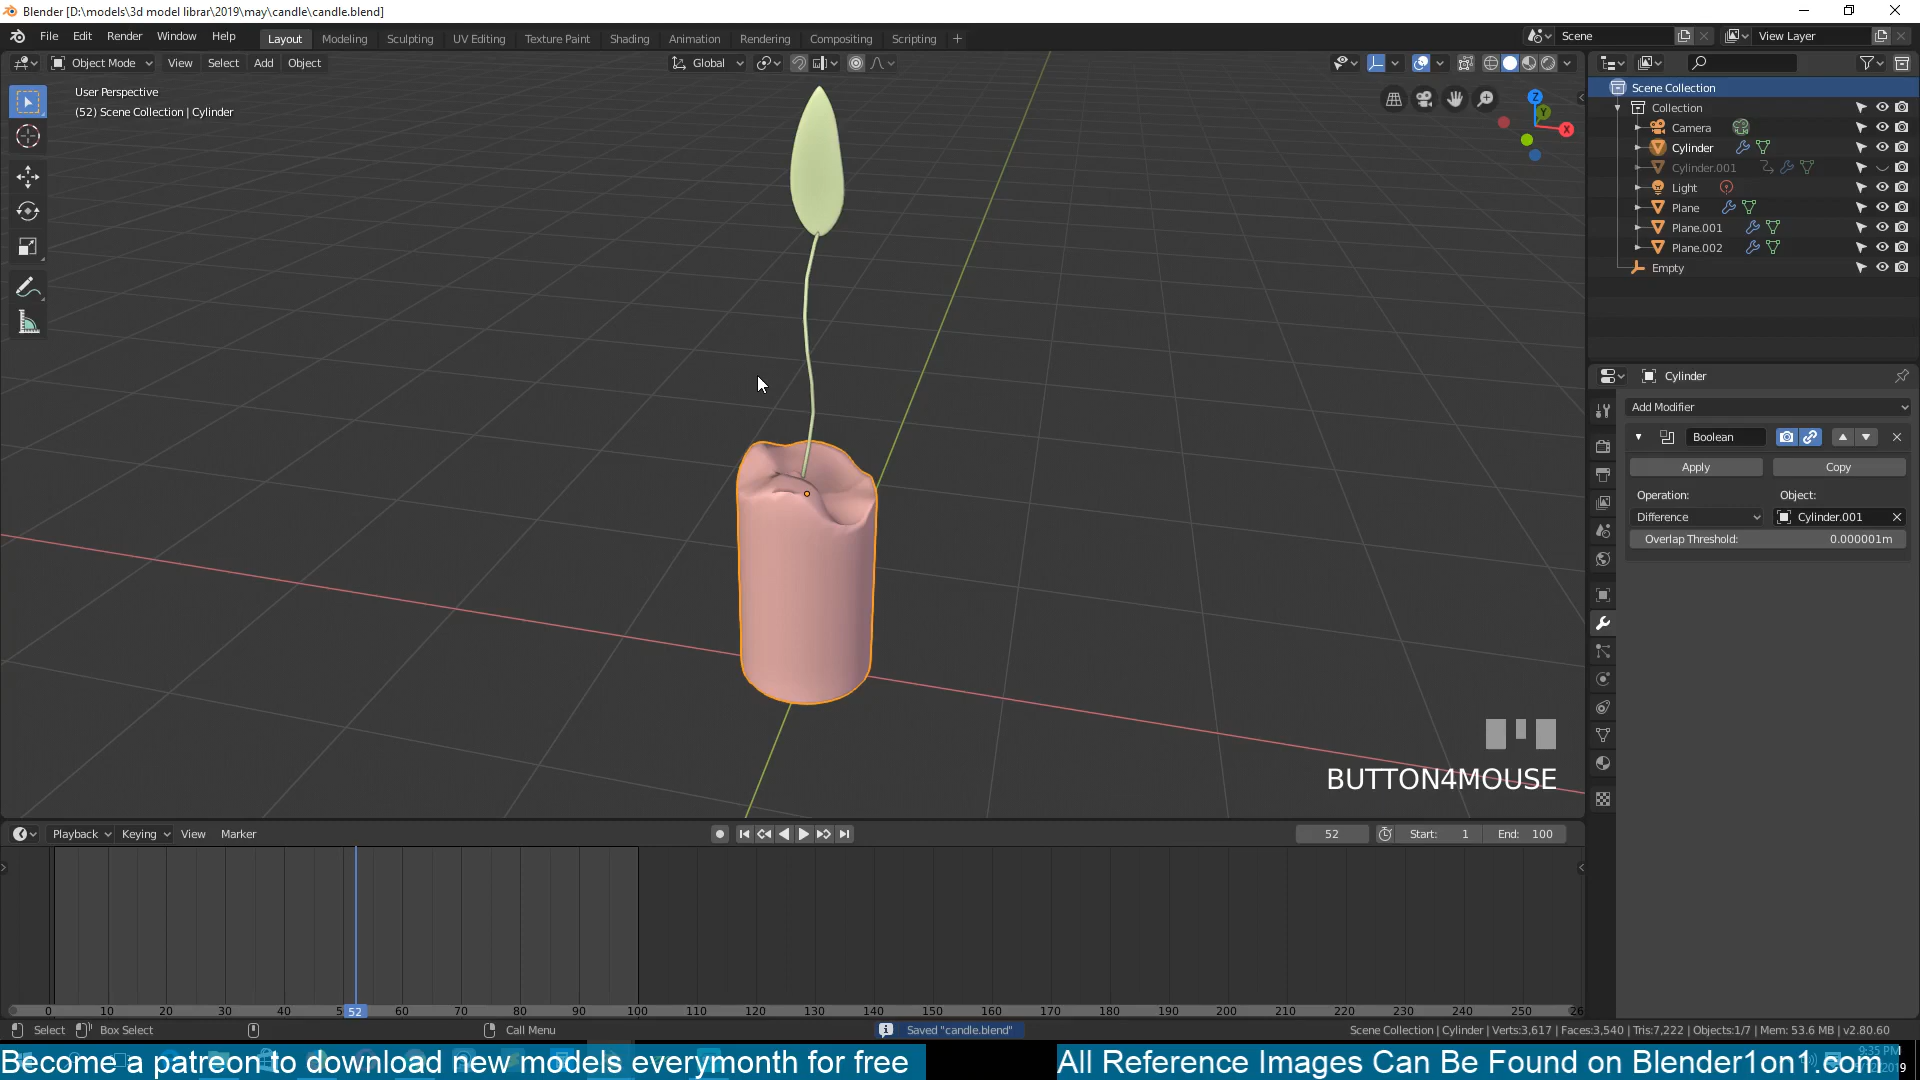 Blender [D:\models\3d model librar\2019\may\candle\candle.blend]
File Edit Render Window Help Layout Modeling Sculpting UV Editing Texture Paint Shading Animation Rendering Compositing Scripting + Scene View Layer
Object Mode View Select Add Object Global
User Perspective
(52) Scene Collection | Cylinder
Z
Y
X
Scene Collection
Collection
Camera
Cylinder
Cylinder.001
Light
Plane
Plane.001
Plane.002
Empty
Cylinder
Add Modifier
Boolean
Apply Copy
Operation: Object:
Difference Cylinder.001
Overlap Threshold: 0.000001m
BUTTON4MOUSE
Playback Keying View Marker 52 Start: 1 End: 100
0 10 20 30 40 5 52 60 70 80 90 100 110 120 130 140 150 160 170 180 190 200 210 220 230 240 250 26
Select Box Select Call Menu Saved "candle.blend" Scene Collection | Cylinder | Verts:3,617 | Faces:3,540 | Tris:7,222 | Objects:1/7 | Mem: 53.6 MB | v2.80.60
Become a patreon to download new models everymonth for free All Reference Images Can Be Found on Blender1on1.com
9:35 PM